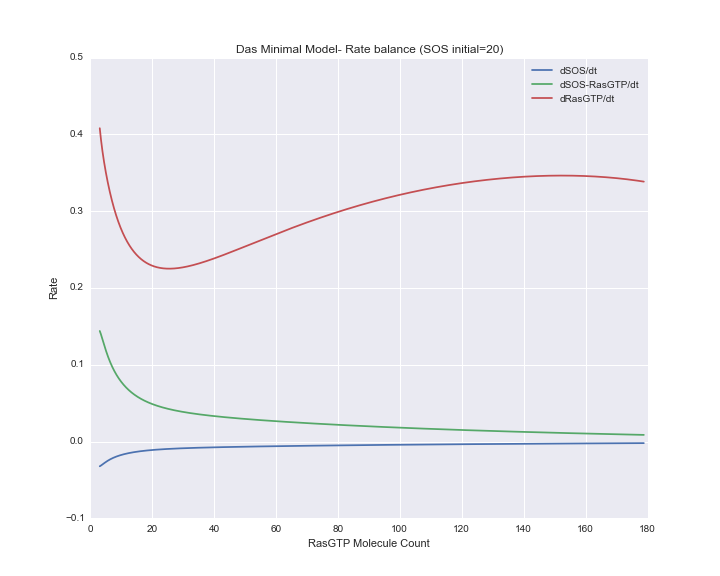 Das Minimal Model- Rate balance (SOS initial=20)
dSOS/dt
dSOS-RasGTP/dt
dRasGTP/dt
0.5
0.4
0.3
0.2
0.1
0.0
−0.1
Rate
0 20 40 60 80 100 120 140 160 180
RasGTP Molecule Count